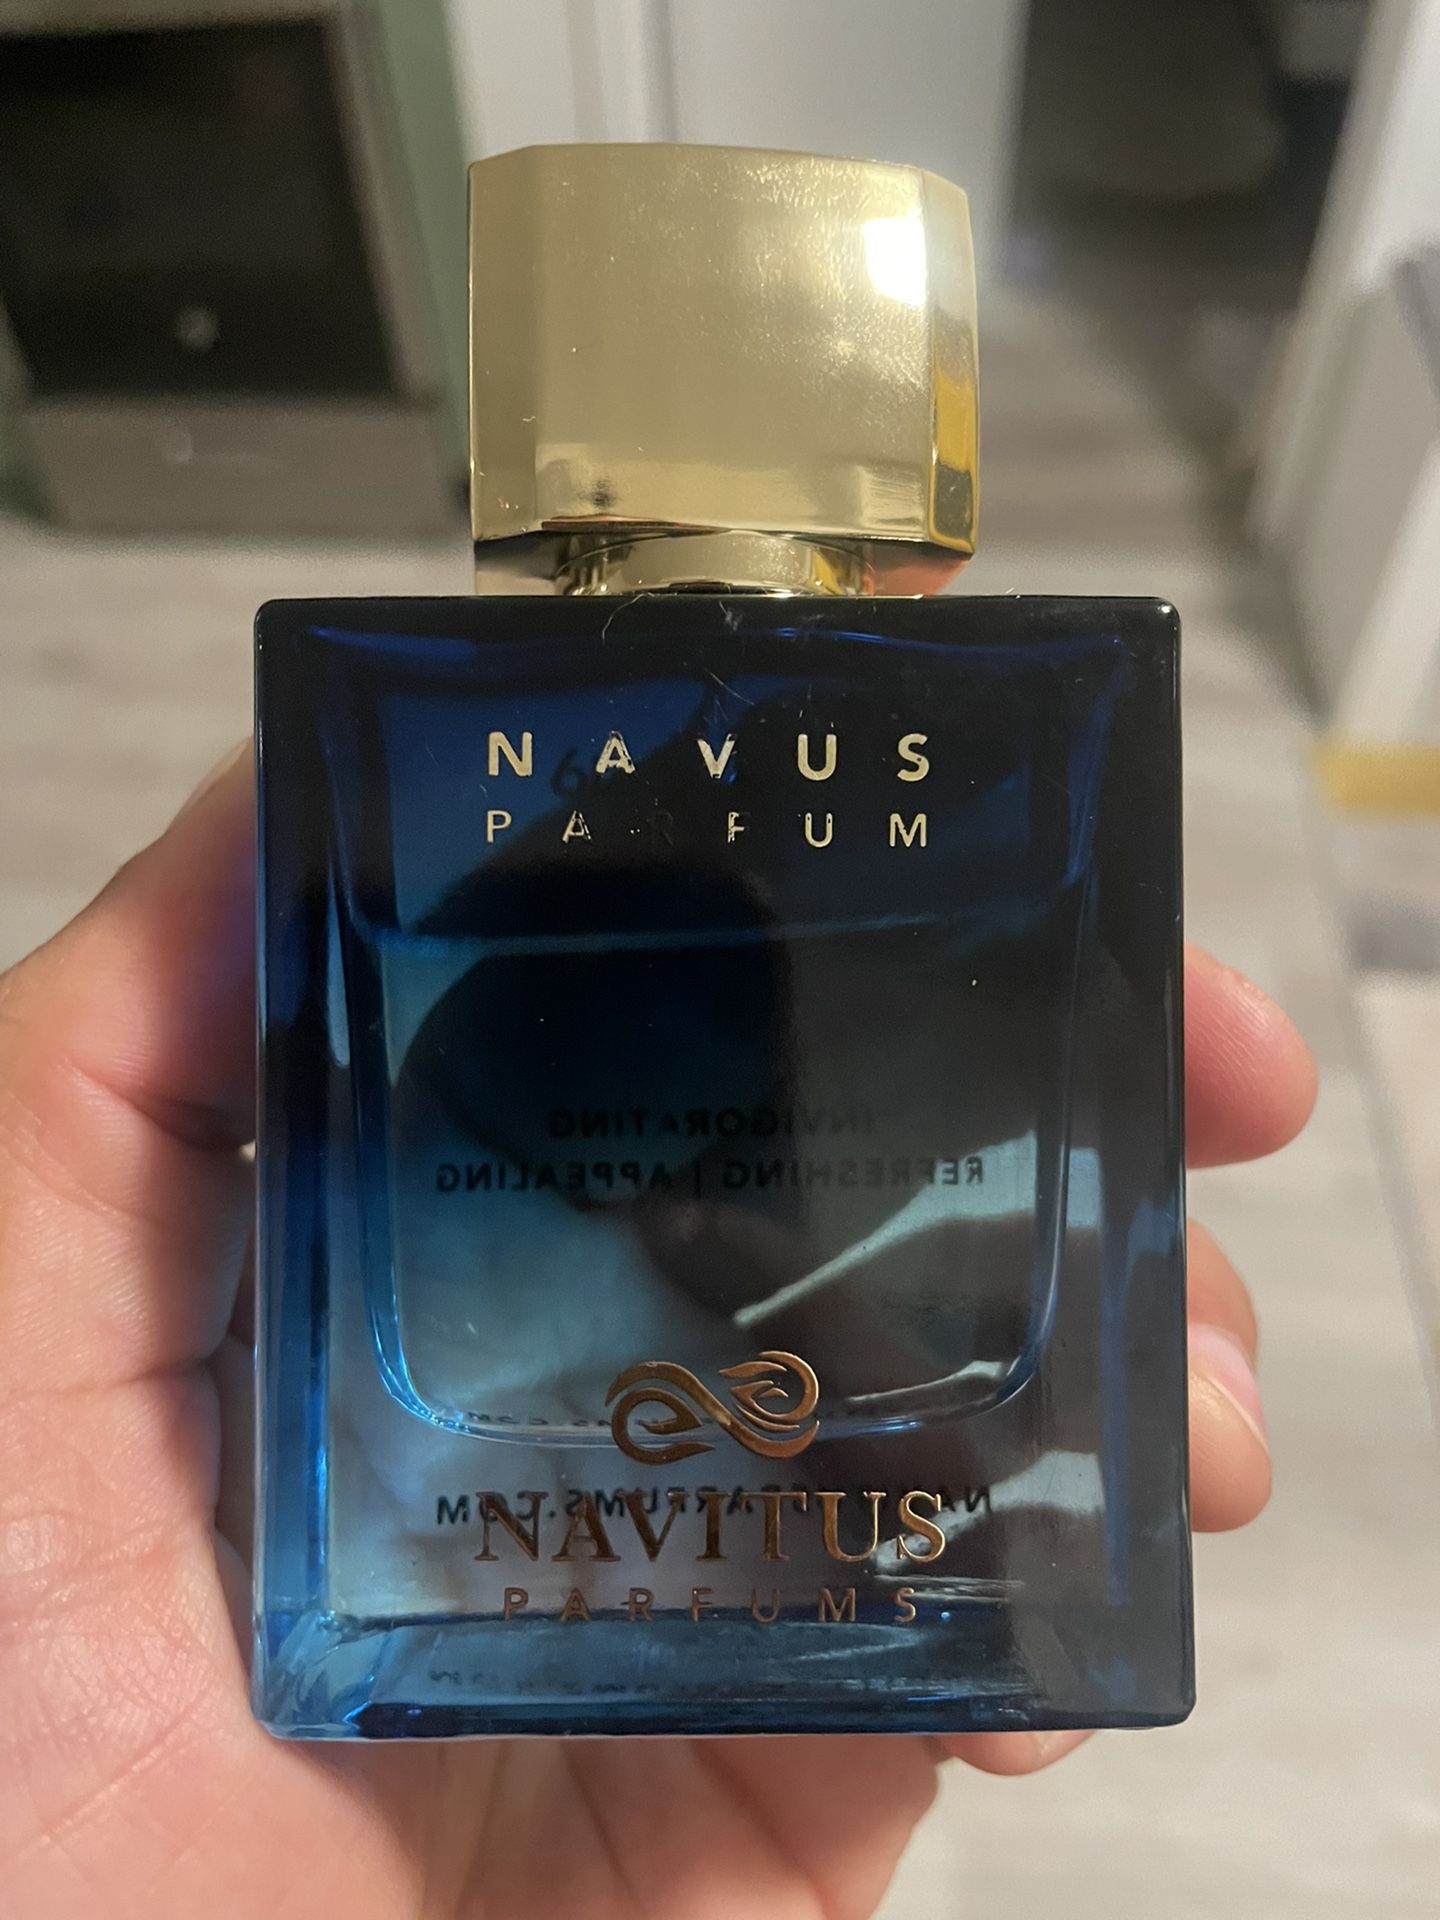 NAVUS
PARFUM
INVIGORATING
REFRESHING | APPEALING
NAVITUS
PARFUMS